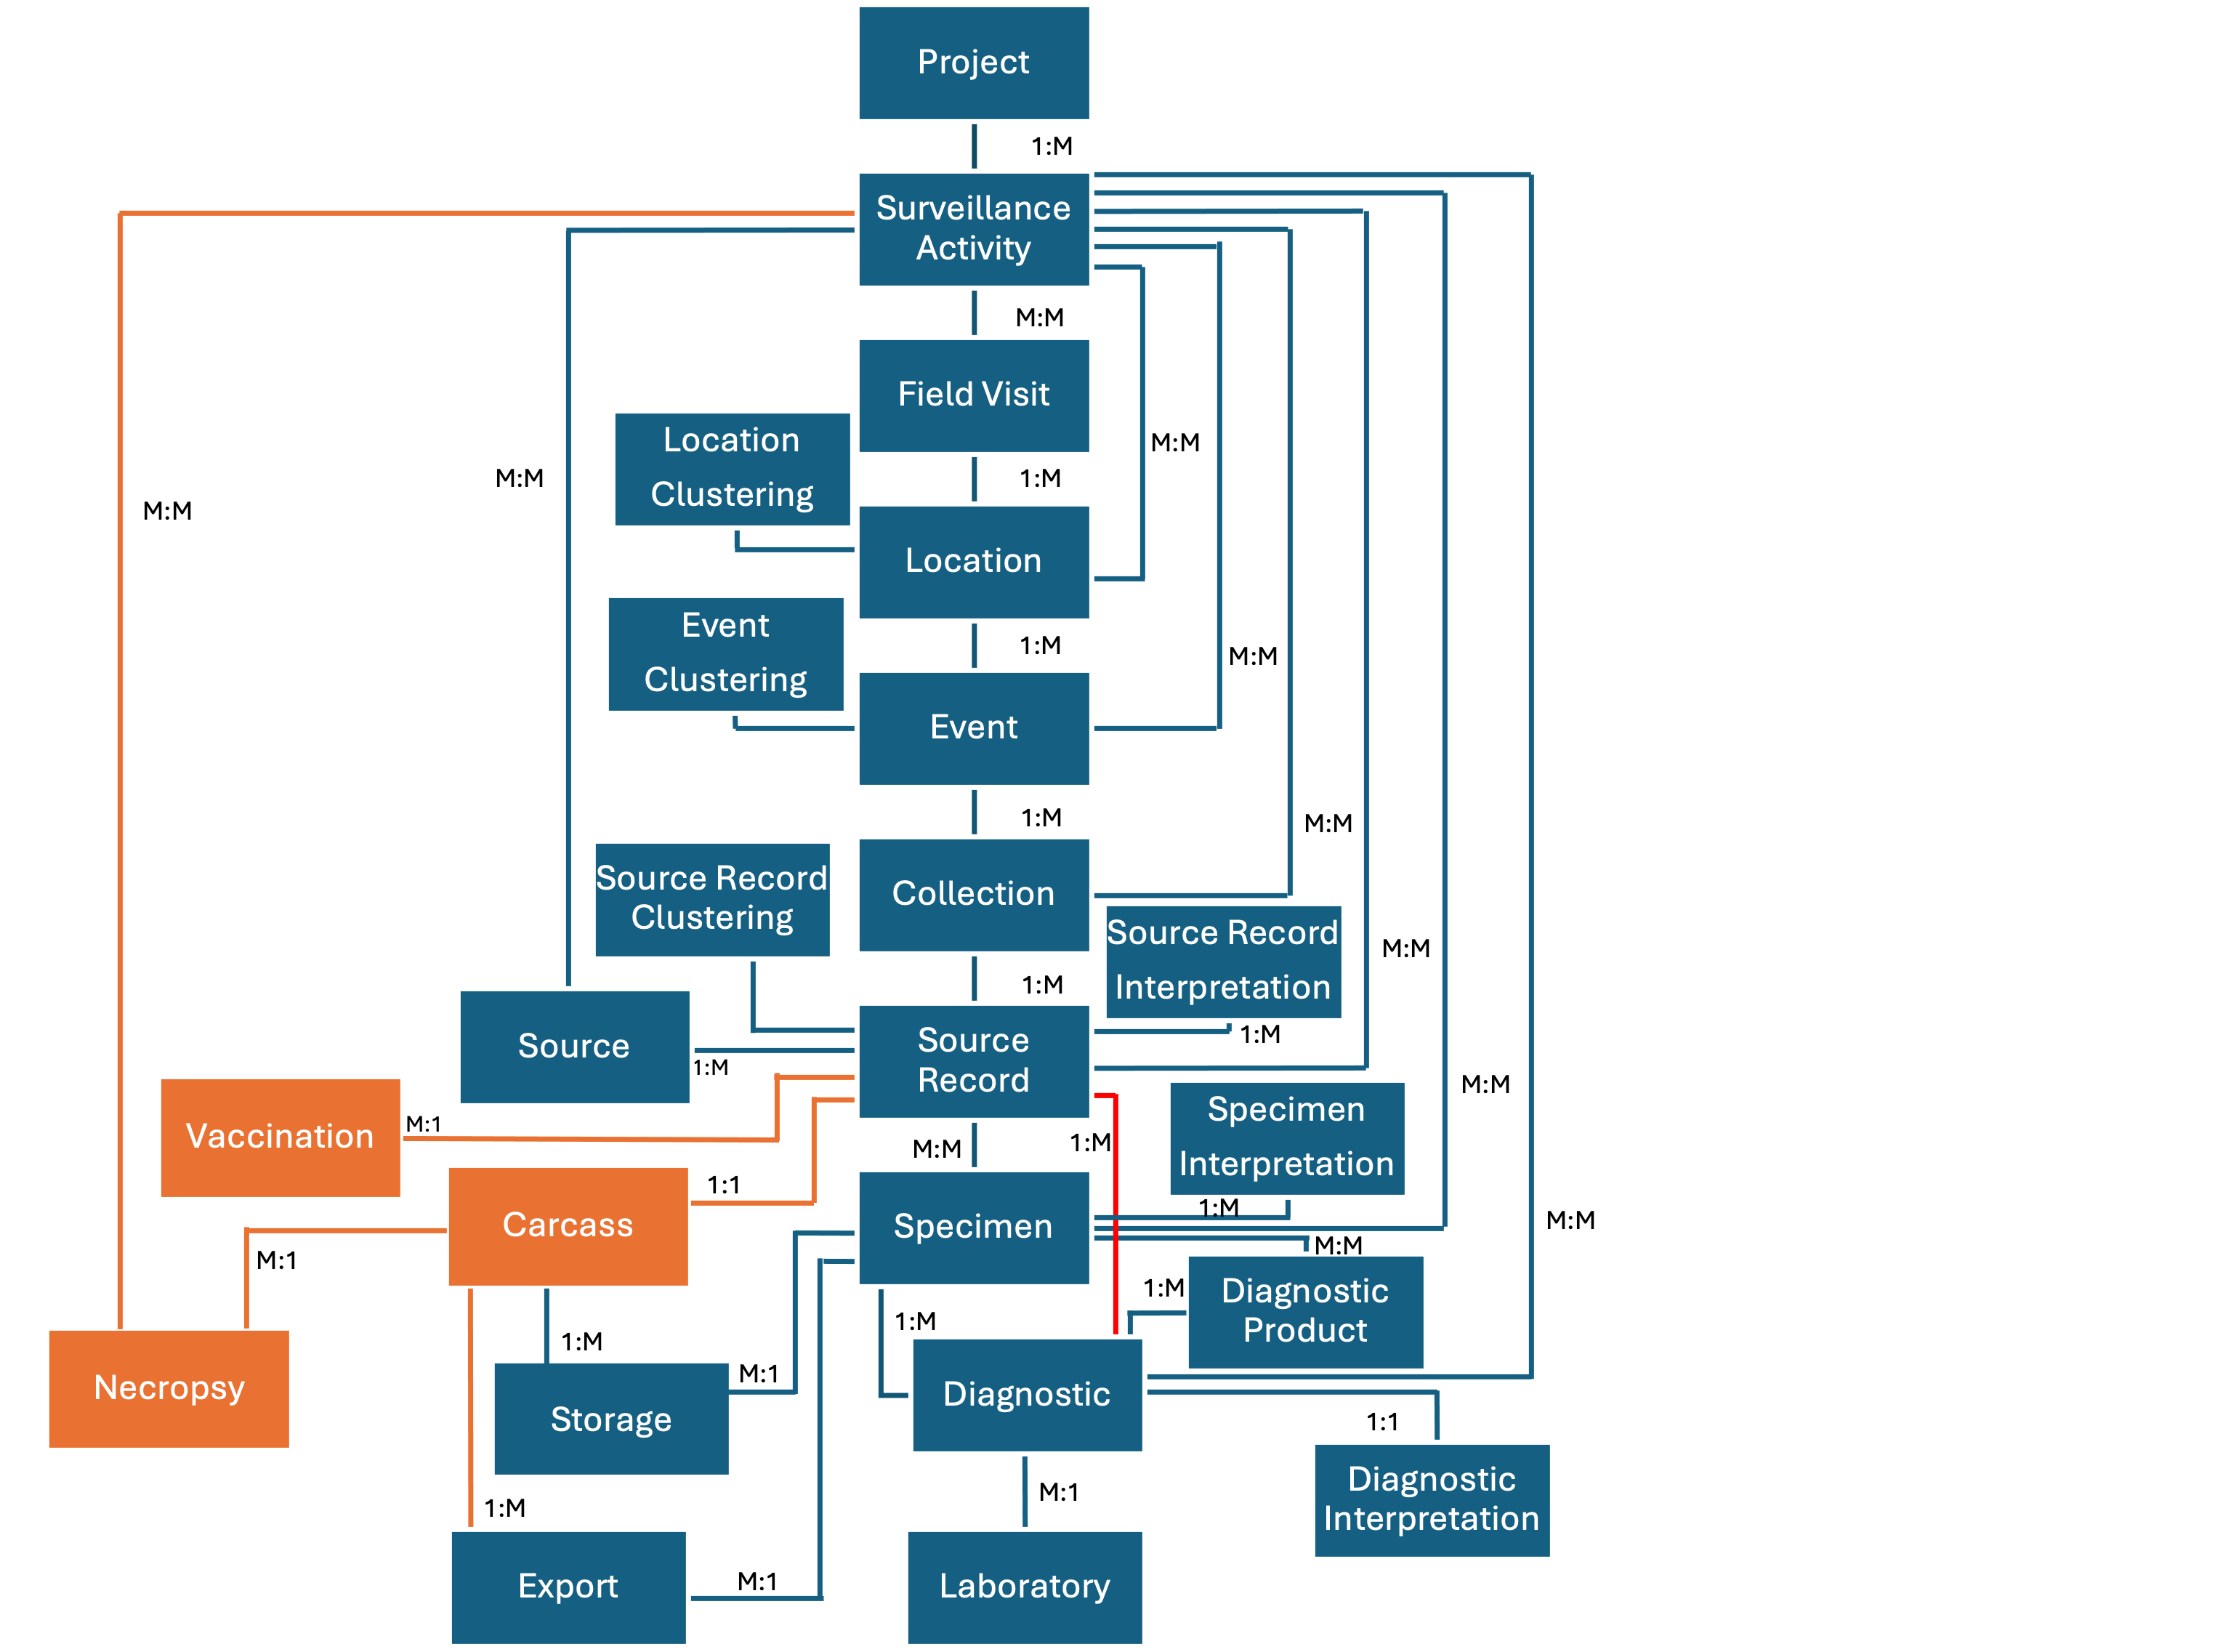 Project
1:M
Surveillance
Activity
M:M
Field Visit
Location
Clustering
M:M
M:M
1:M
M:M
Location
Event
Clustering
1:M
M:M
Event
1:M
M:M
Source Record
Clustering
Collection
Source Record
Interpretation
M:M
1:M
Source
Source
Record
1:M
1:M
M:M
Specimen
Interpretation
Vaccination
M:1
M:M
1:M
Carcass
1:1
Specimen
1:M
M:M
M:1
M:M
1:M
Diagnostic
Product
1:M
1:M
Necropsy
M:1
Storage
Diagnostic
1:1
1:M
M:1
Diagnostic
Interpretation
Export
M:1
Laboratory